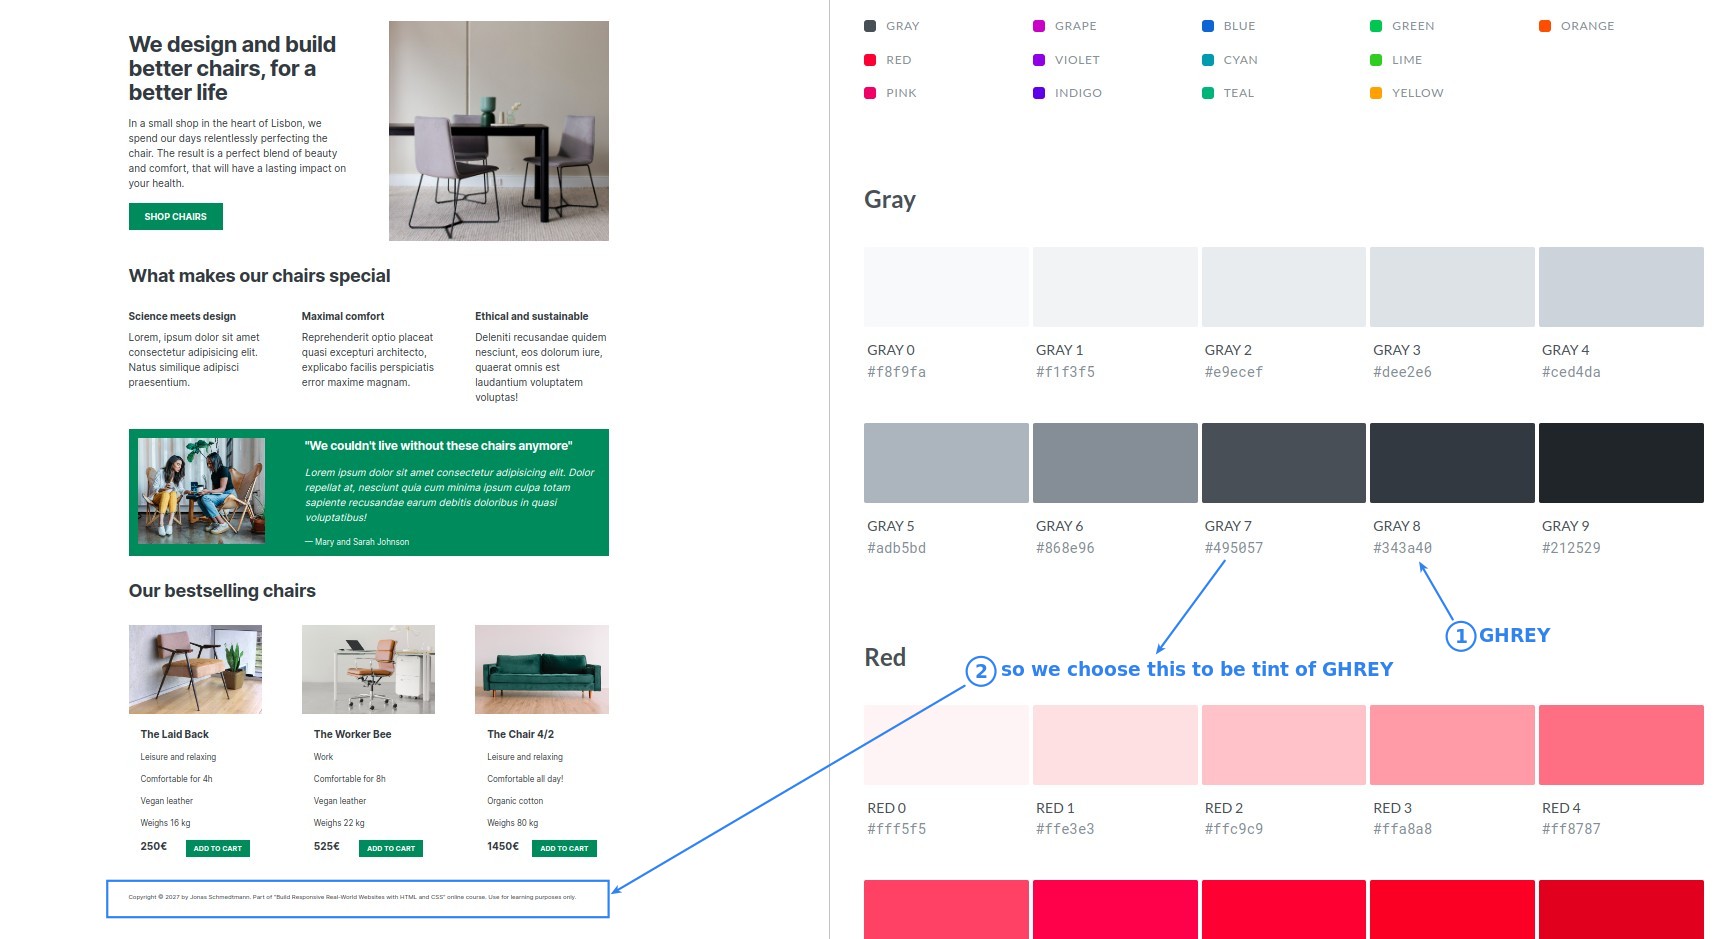 We design and build
better chairs, for a
better life
In a small shop in the heart of Lisbon, we
spend our days relentlessly perfecting the
chair. The result is a perfect blend of beauty
and comfort, that will have a lasting impact on
your health.
SHOP CHAIRS
What makes our chairs special
Science meets design
Lorem, ipsum dolor sit amet
consectetur adipisicing elit.
Natus similique adipisci
praesentium.
Maximal comfort
Reprehenderit optio placeat
quasi excepturi architecto,
explicabo facilis perspiciatis
error maxime magnam.
Ethical and sustainable
Deleniti recusandae quidem
nesciunt, eos dolorum iure,
quaerat omnis est
laudantium voluptatem
voluptas!
"We couldn't live without these chairs anymore"
Lorem ipsum dolor sit amet consectetur adipisicing elit. Dolor
repellat at, nesciunt quia cum minima ipsum culpa totam
sapiente recusandae earum debitis doloribus in quasi
voluptatibus!
— Mary and Sarah Johnson
Our bestselling chairs
The Laid Back
Leisure and relaxing
Comfortable for 4h
Vegan leather
Weighs 16 kg
250€ ADD TO CART
The Worker Bee
Work
Comfortable for 8h
Vegan leather
Weighs 22 kg
525€ ADD TO CART
The Chair 4/2
Leisure and relaxing
Comfortable all day!
Organic cotton
Weighs 80 kg
1450€ ADD TO CART
Copyright © 2027 by Jonas Schmedtmann. Part of "Build Responsive Real-World Websites with HTML and CSS" online course. Use for learning purposes only.
GRAY GRAPE BLUE GREEN ORANGE
RED VIOLET CYAN LIME
PINK INDIGO TEAL YELLOW
Gray
GRAY 0 GRAY 1 GRAY 2 GRAY 3 GRAY 4
#f8f9fa #f1f3f5 #e9ecef #dee2e6 #ced4da
GRAY 5 GRAY 6 GRAY 7 GRAY 8 GRAY 9
#adb5bd #868e96 #495057 #343a40 #212529
1 GHREY
Red
2 so we choose this to be tint of GHREY
RED 0 RED 1 RED 2 RED 3 RED 4
#fff5f5 #ffe3e3 #ffc9c9 #ffa8a8 #ff8787